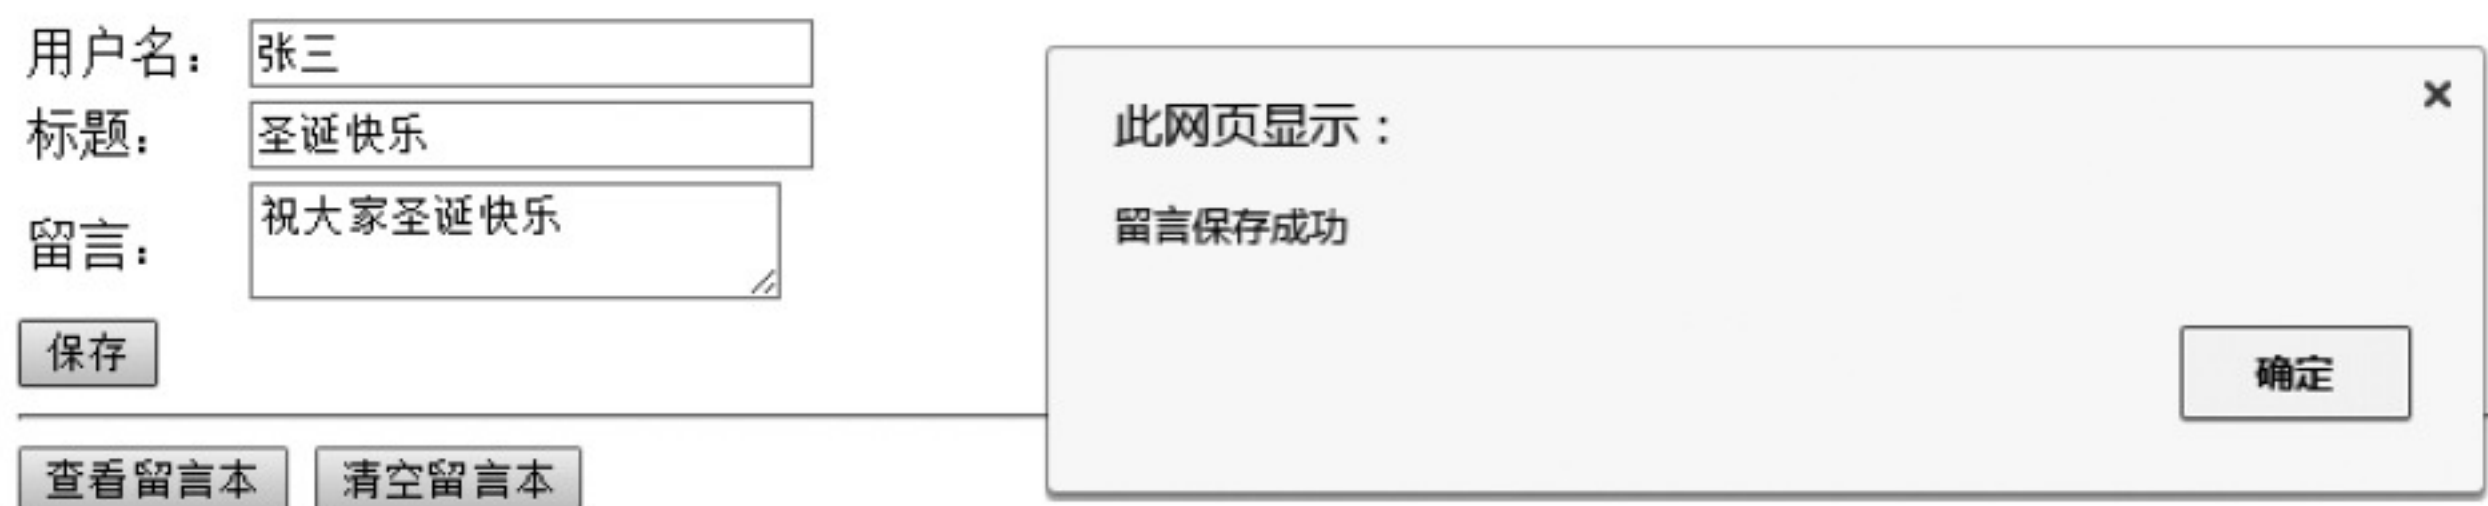 用户名：
张三
标题：
圣诞快乐
留言：
祝大家圣诞快乐
保存
查看留言本
清空留言本
此网页显示：
×
留言保存成功
确定